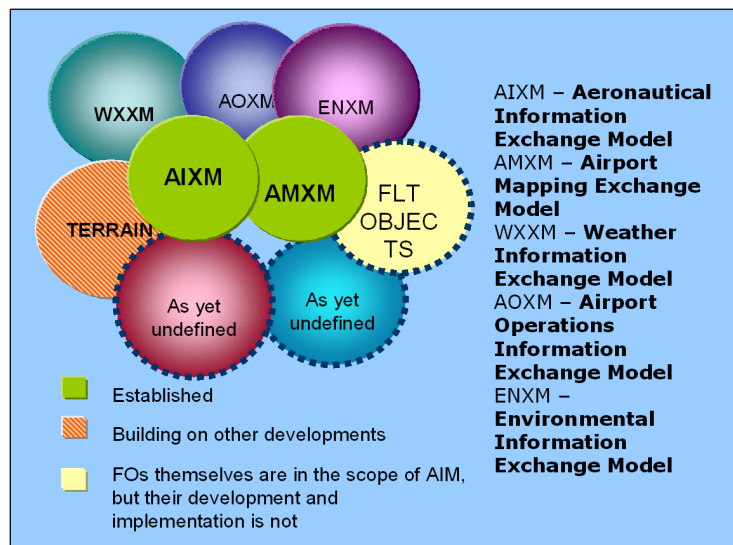 WXXM
AOXM
ENXM
AIXM
AMXM
TERRAIN
FLT
OBJEC
TS
As yet
undefined
As yet
undefined
Established
Building on other developments
FOs themselves are in the scope of AIM,
but their development and
implementation is not
AIXM – Aeronautical
Information
Exchange Model
AMXM – Airport
Mapping Exchange
Model
WXXM – Weather
Information
Exchange Model
AOXM – Airport
Operations
Information
Exchange Model
ENXM –
Environmental
Information
Exchange Model